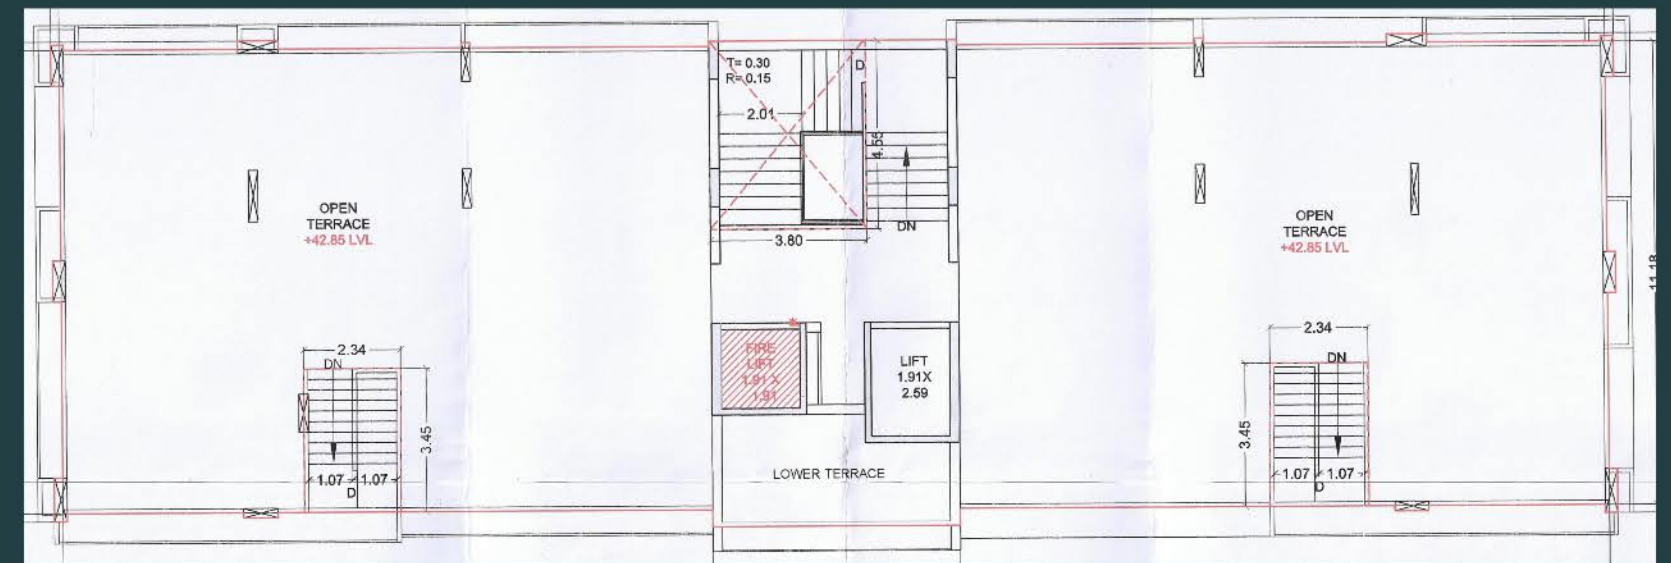 T= 0.30
R= 0.15
D
2.01
4.55
OPEN
TERRACE
+42.85 LVL
OPEN
TERRACE
+42.85 LVL
DN
3.80
11.18
2.34
DN
FIRE
LIFT
1.91 X
1.91
LIFT
1.91X
2.59
2.34
DN
3.45
3.45
1.07
1.07
D
LOWER TERRACE
1.07
1.07
D